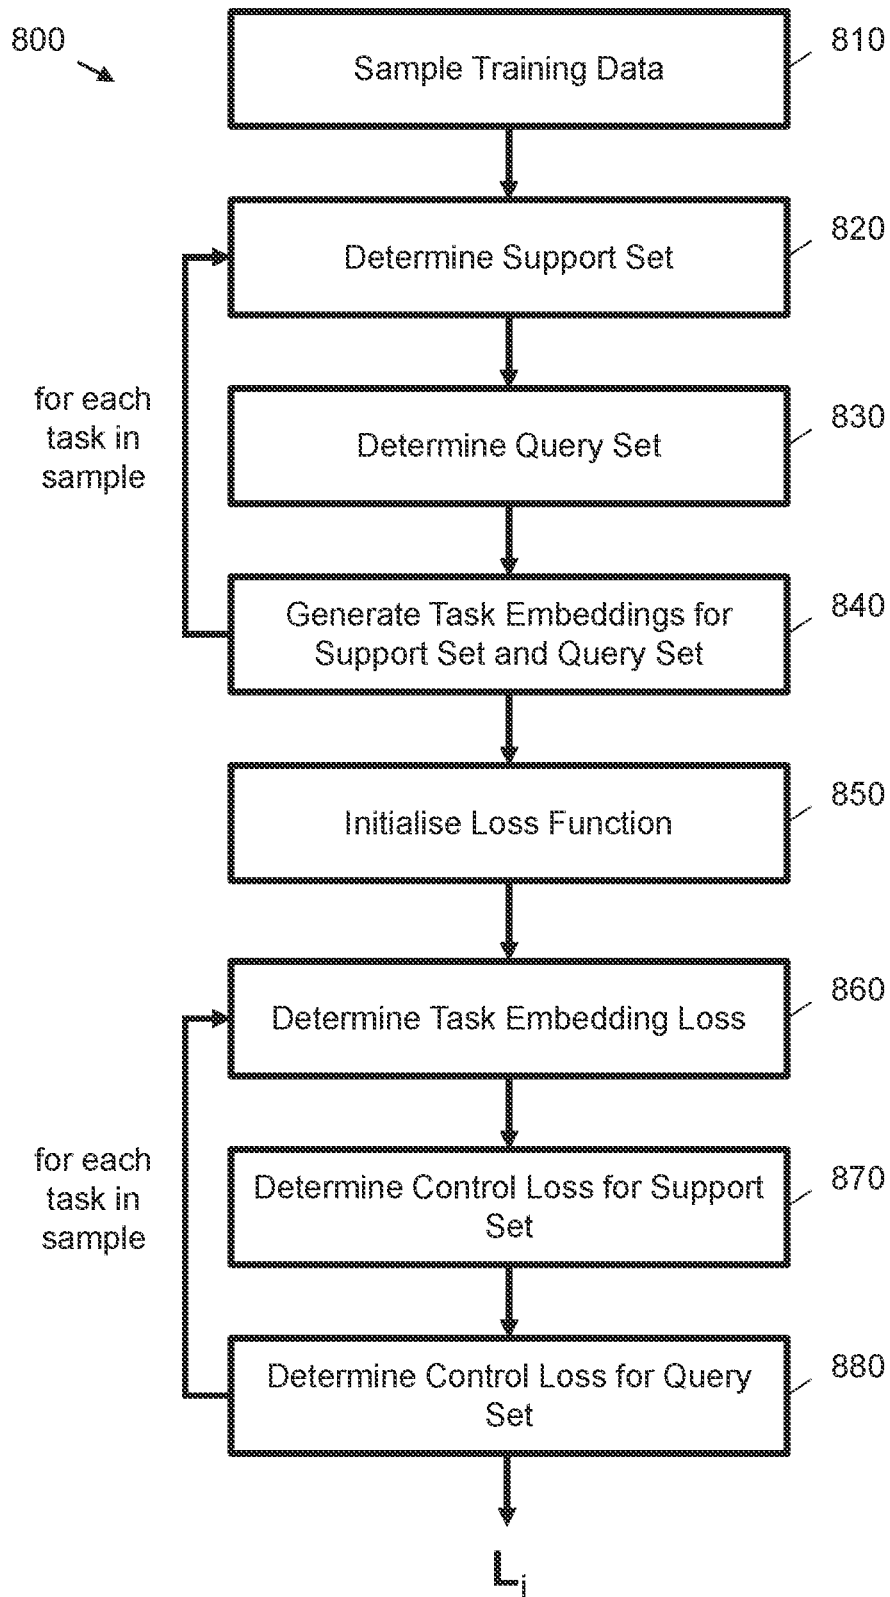 800
Sample Training Data
810
Determine Support Set
820
for each
task in
sample
Determine Query Set
830
Generate Task Embeddings for
Support Set and Query Set
840
Initialise Loss Function
850
Determine Task Embedding Loss
860
for each
task in
sample
Determine Control Loss for Support
Set
870
Determine Control Loss for Query
Set
880
Li